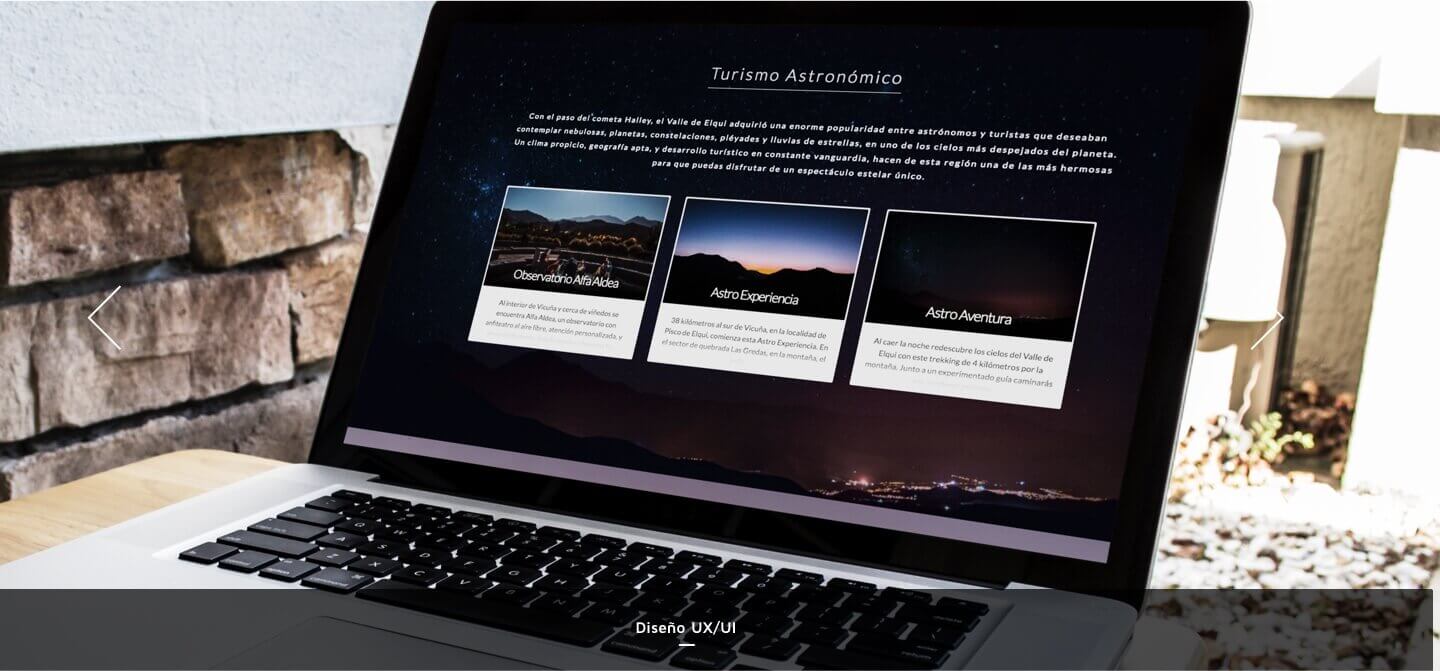 Turismo Astronómico
Con el paso del cometa Halley, el Valle de Elqui adquirió una enorme popularidad entre astrónomos y turistas que deseaban
contemplar nebulosas, planetas, constelaciones, pléyades y lluvias de estrellas, en uno de los cielos más despejados del planeta.
Un clima propicio, geografía apta, y desarrollo turístico en constante vanguardia, hacen de esta región una de las más hermosas
para que puedas disfrutar de un espectáculo estelar único.
Observatorio Alfa Aldea
Al interior de Vicuña y cerca de viñedos se
encuentra Alfa Aldea, un observatorio con
anfiteatro al aire libre, atención personalizada, y
Astro Experiencia
38 kilómetros al sur de Vicuña, en la localidad de
Pisco de Elqui, comienza esta Astro Experiencia. En
el sector de quebrada Las Gredas, en la montaña, el
Astro Aventura
Al caer la noche redescubre los cielos del Valle de
Elqui con este trekking de 4 kilómetros por la
montaña. Junto a un experimentado guía caminarás
Diseño UX/UI